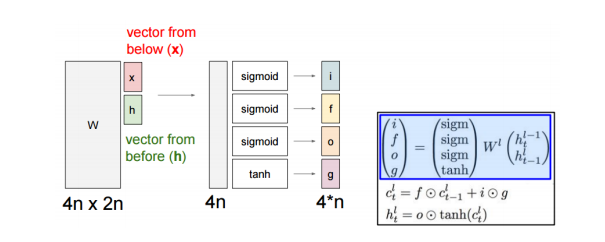 vector from
below (x)
x
h
W
vector from
before (h)
4n x 2n
4n
sigmoid
sigmoid
sigmoid
tanh
i
f
o
g
4*n
i
f
o
g
=
sigm
sigm
sigm
tanh
W^l
h_t^{l-1}
h_{t-1}^l
c_t^l = f ⊙ c_{t-1}^l + i ⊙ g
h_t^l = o ⊙ tanh(c_t^l)